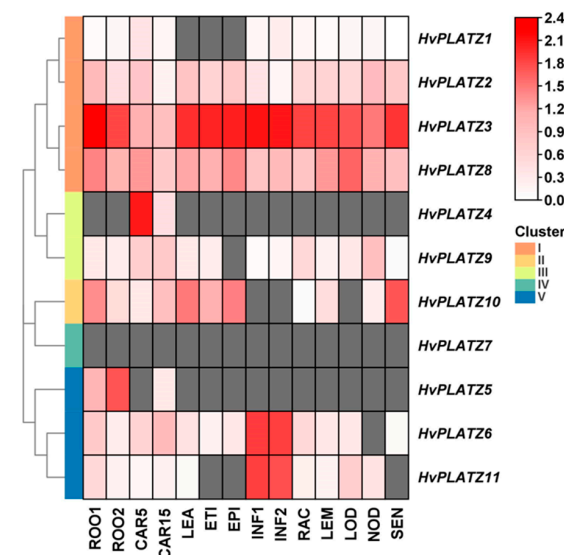 HvPLATZ1
HvPLATZ2
HvPLATZ3
HvPLATZ8
HvPLATZ4
HvPLATZ9
HvPLATZ10
HvPLATZ7
HvPLATZ5
HvPLATZ6
HvPLATZ11
ROO1
ROO2
CAR5
CAR15
LEA
ETI
EPI
INF1
INF2
RAC
LEM
LOD
NOD
SEN
2.4
2.1
1.8
1.5
1.2
0.9
0.6
0.3
0.0
Cluster
I
II
III
IV
V